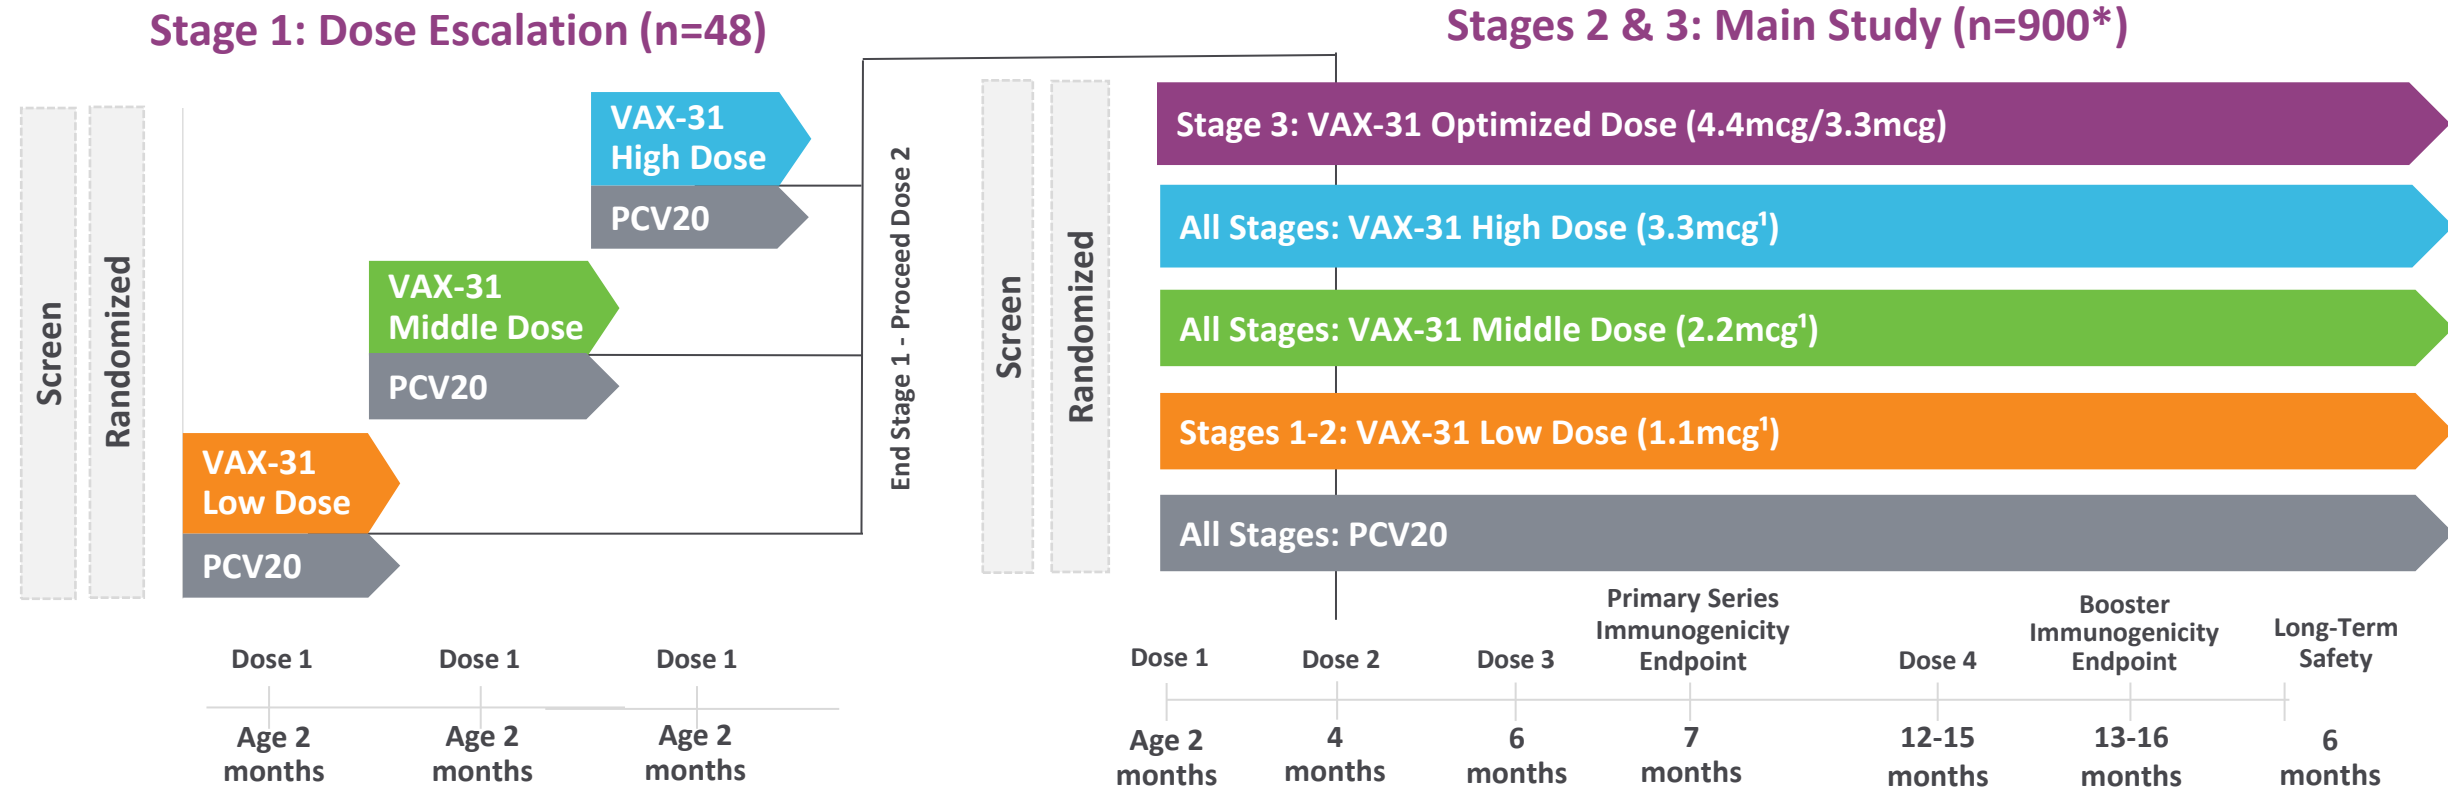 Stage 1: Dose Escalation (n=48)
Screen
Randomized
VAX-31
High Dose
PCV20
VAX-31
Middle Dose
PCV20
VAX-31
Low Dose
PCV20
End Stage 1 - Proceed Dose 2
Dose 1
Dose 1
Dose 1
Age 2
months
Age 2
months
Age 2
months
Stages 2 & 3: Main Study (n=900*)
Screen
Randomized
Stage 3: VAX-31 Optimized Dose (4.4mcg/3.3mcg)
All Stages: VAX-31 High Dose (3.3mcg¹)
All Stages: VAX-31 Middle Dose (2.2mcg¹)
Stages 1-2: VAX-31 Low Dose (1.1mcg¹)
All Stages: PCV20
Dose 1
Dose 2
Dose 3
Primary Series
Immunogenicity
Endpoint
Dose 4
Booster
Immunogenicity
Endpoint
Long-Term
Safety
Age 2
months
4
months
6
months
7
months
12-15
months
13-16
months
6
months